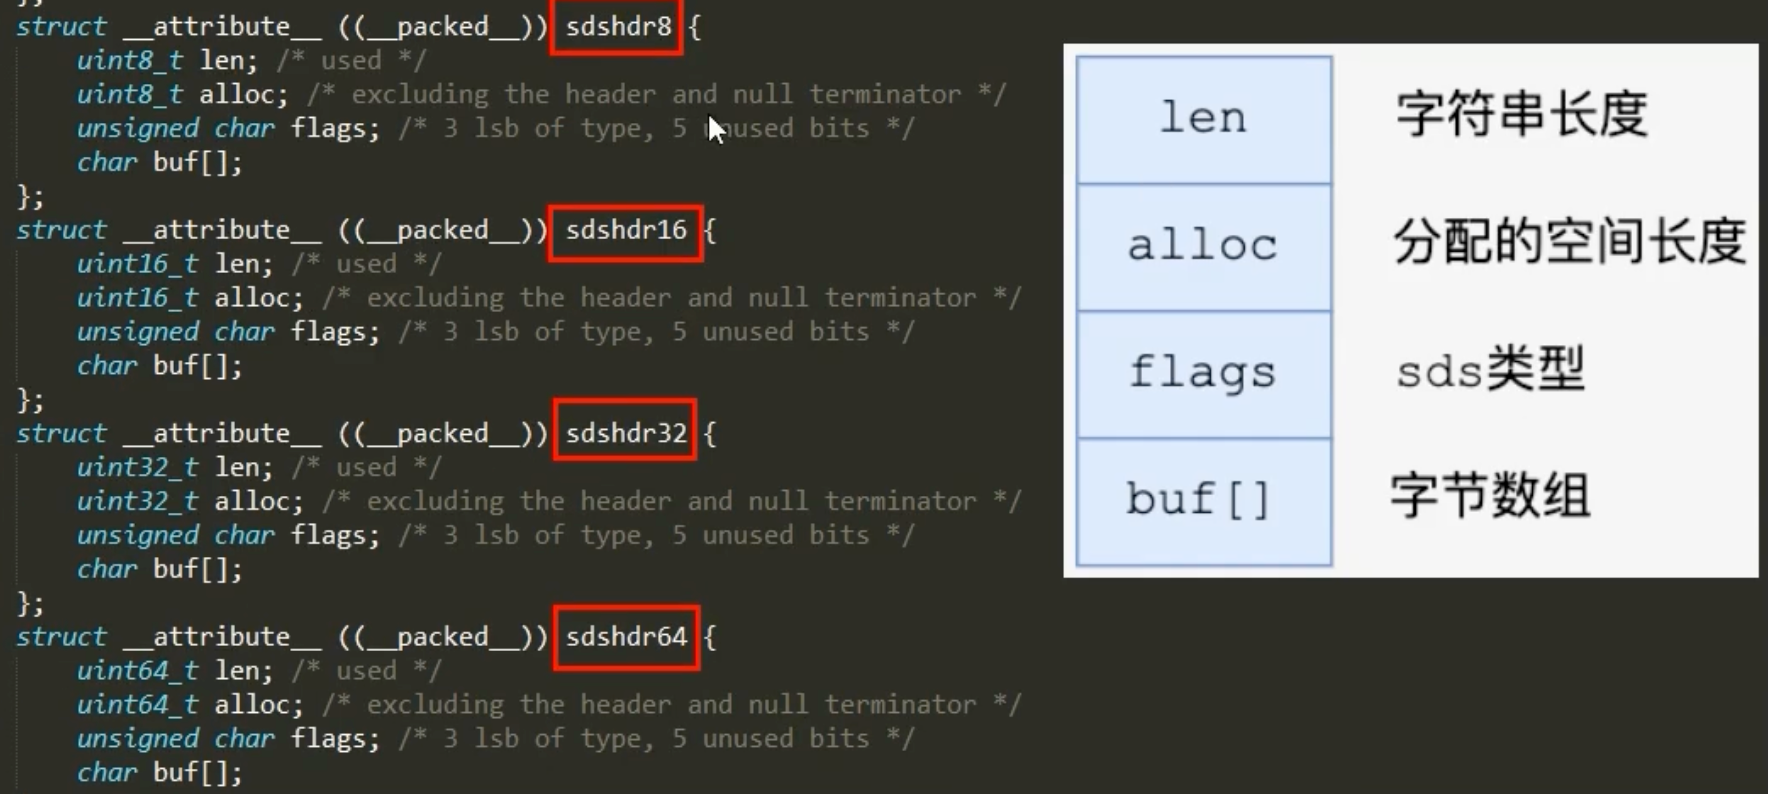 };
struct __attribute__ ((__packed__)) sdshdr8 {
    uint8_t len; /* used */
    uint8_t alloc; /* excluding the header and null terminator */
    unsigned char flags; /* 3 lsb of type, 5 unused bits */
    char buf[];
};
struct __attribute__ ((__packed__)) sdshdr16 {
    uint16_t len; /* used */
    uint16_t alloc; /* excluding the header and null terminator */
    unsigned char flags; /* 3 lsb of type, 5 unused bits */
    char buf[];
};
struct __attribute__ ((__packed__)) sdshdr32 {
    uint32_t len; /* used */
    uint32_t alloc; /* excluding the header and null terminator */
    unsigned char flags; /* 3 lsb of type, 5 unused bits */
    char buf[];
};
struct __attribute__ ((__packed__)) sdshdr64 {
    uint64_t len; /* used */
    uint64_t alloc; /* excluding the header and null terminator */
    unsigned char flags; /* 3 lsb of type, 5 unused bits */
    char buf[];
len 字符串长度
alloc 分配的空间长度
flags sds类型
buf[] 字节数组